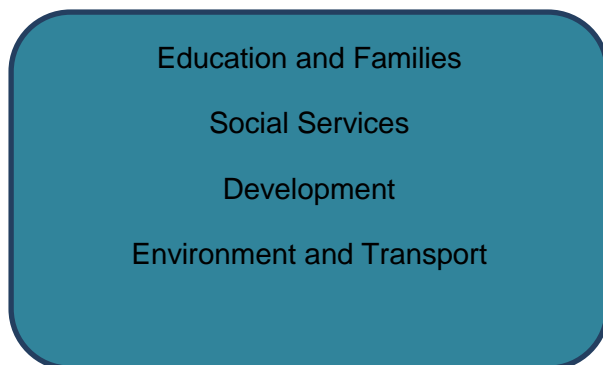 Education and Families
Social Services
Development
Environment and Transport